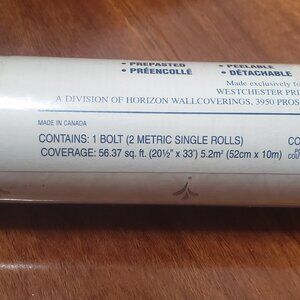 • PREPASTED • PEELABLE
• PRÉENCOLLÉ • DÉTACHABLE
Made exclusively
WESTCHESTER
A DIVISION OF HORIZON WALLCOVERINGS, 3950
MADE IN CANADA
CONTAINS: 1 BOLT (2 METRIC SINGLE ROLLS)
COVERAGE: 56.37 sq. ft. (20½" x 33') 5.2m² (52cm x 10m)